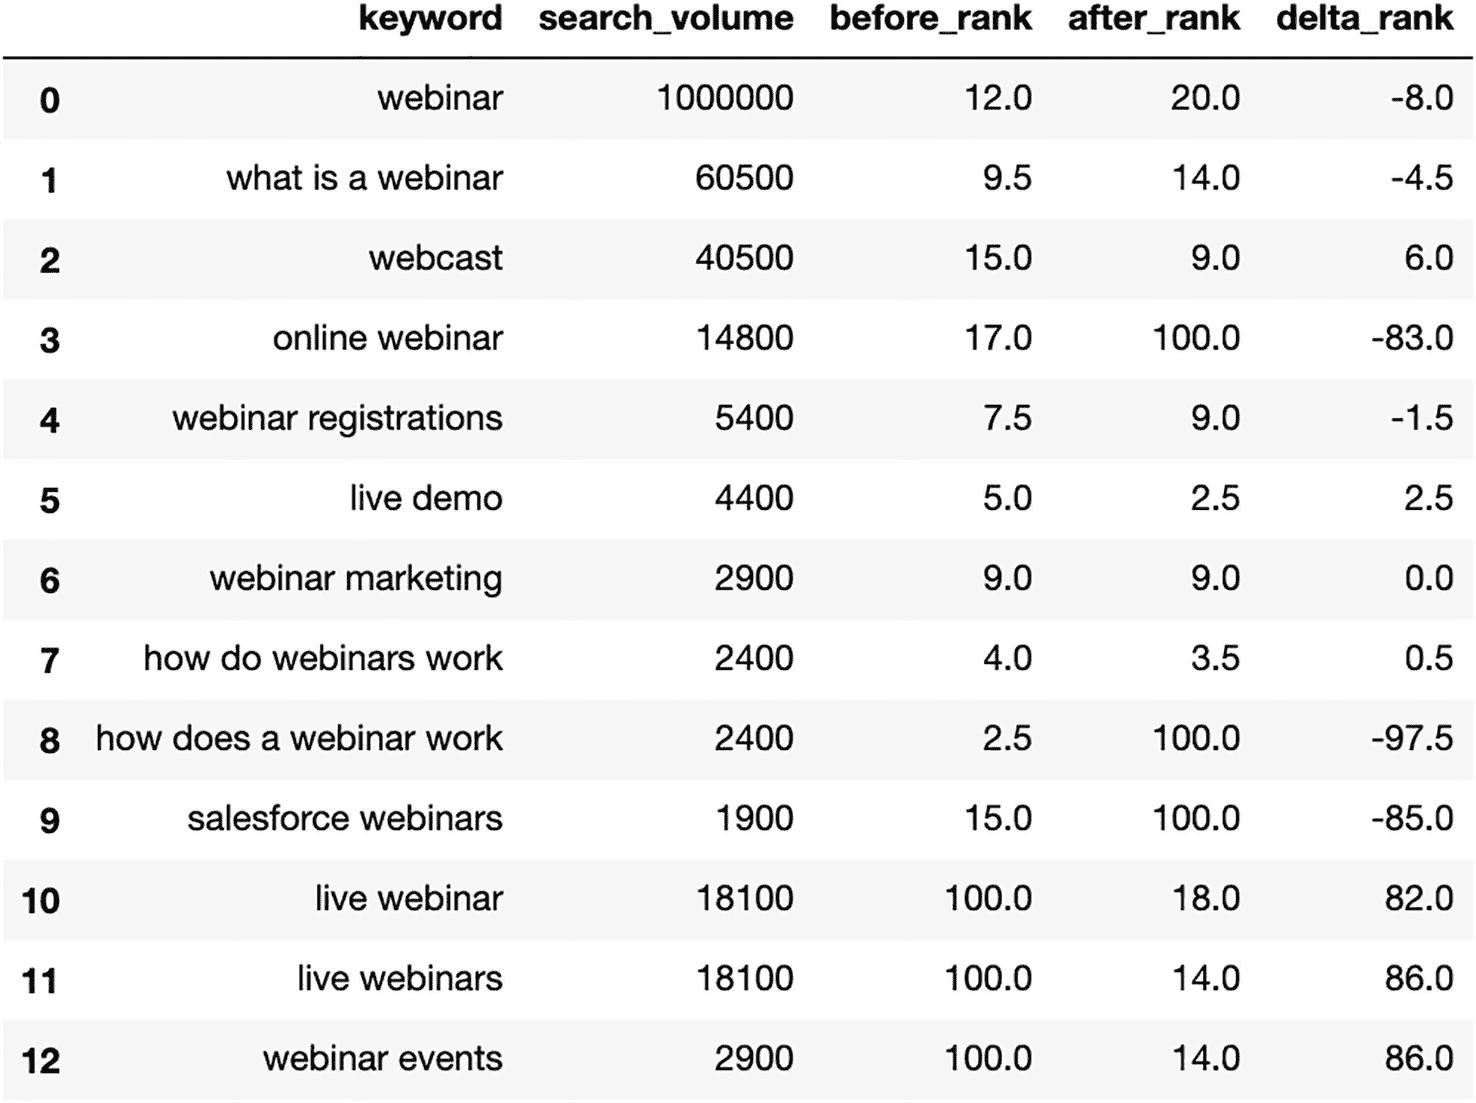 keyword search_volume before_rank after_rank delta_rank
0 webinar 1000000 12.0 20.0 -8.0
1 what is a webinar 60500 9.5 14.0 -4.5
2 webcast 40500 15.0 9.0 6.0
3 online webinar 14800 17.0 100.0 -83.0
4 webinar registrations 5400 7.5 9.0 -1.5
5 live demo 4400 5.0 2.5 2.5
6 webinar marketing 2900 9.0 9.0 0.0
7 how do webinars work 2400 4.0 3.5 0.5
8 how does a webinar work 2400 2.5 100.0 -97.5
9 salesforce webinars 1900 15.0 100.0 -85.0
10 live webinar 18100 100.0 18.0 82.0
11 live webinars 18100 100.0 14.0 86.0
12 webinar events 2900 100.0 14.0 86.0